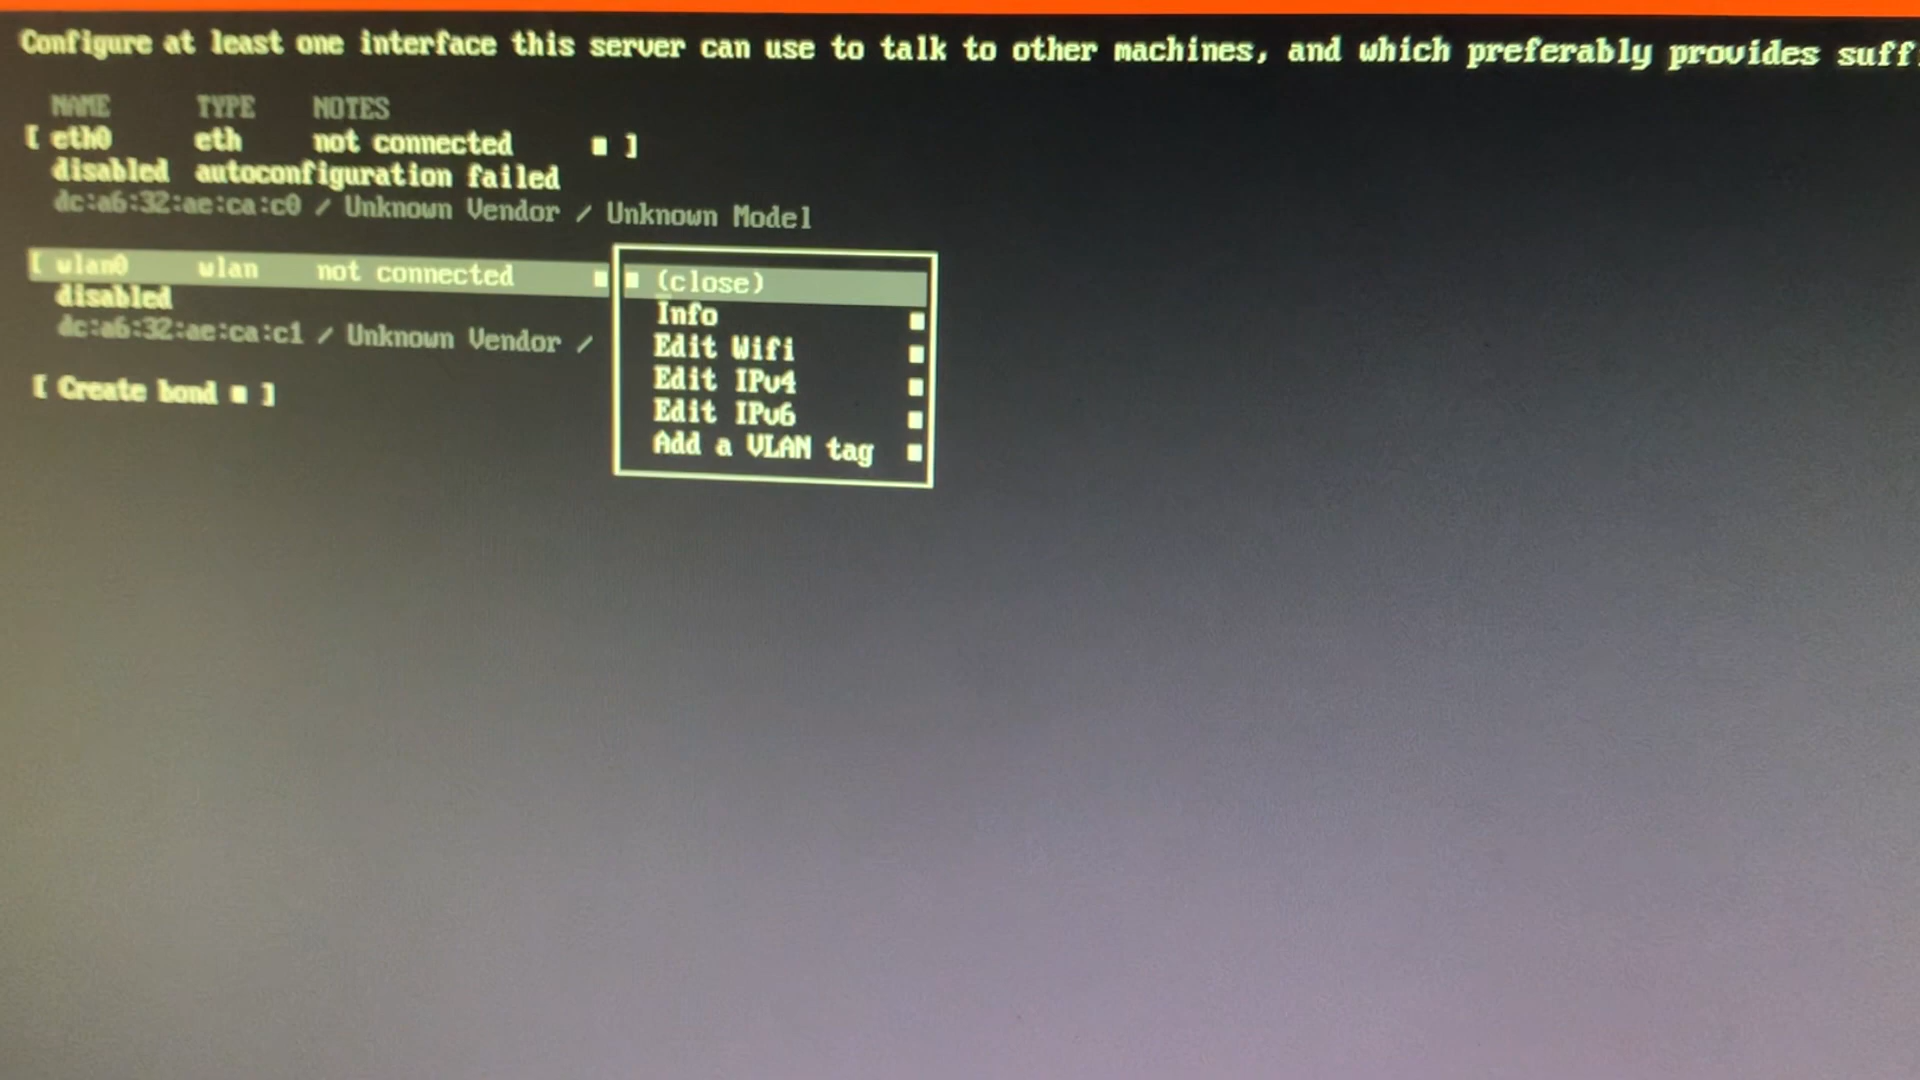 Configure at least one interface this server can use to talk to other machines, and which preferably provides suff
NAME TYPE NOTES
[ eth0 eth not connected ■ ]
disabled autoconfiguration failed
dc:a6:32:ae:ca:c0 / Unknown Vendor / Unknown Model
[ wlan0 wlan not connected ■
disabled
dc:a6:32:ae:ca:c1 / Unknown Vendor /
■ (close)
Info ■
Edit Wifi ■
Edit IPv4 ■
Edit IPv6 ■
Add a VLAN tag ■
[ Create bond ■ ]